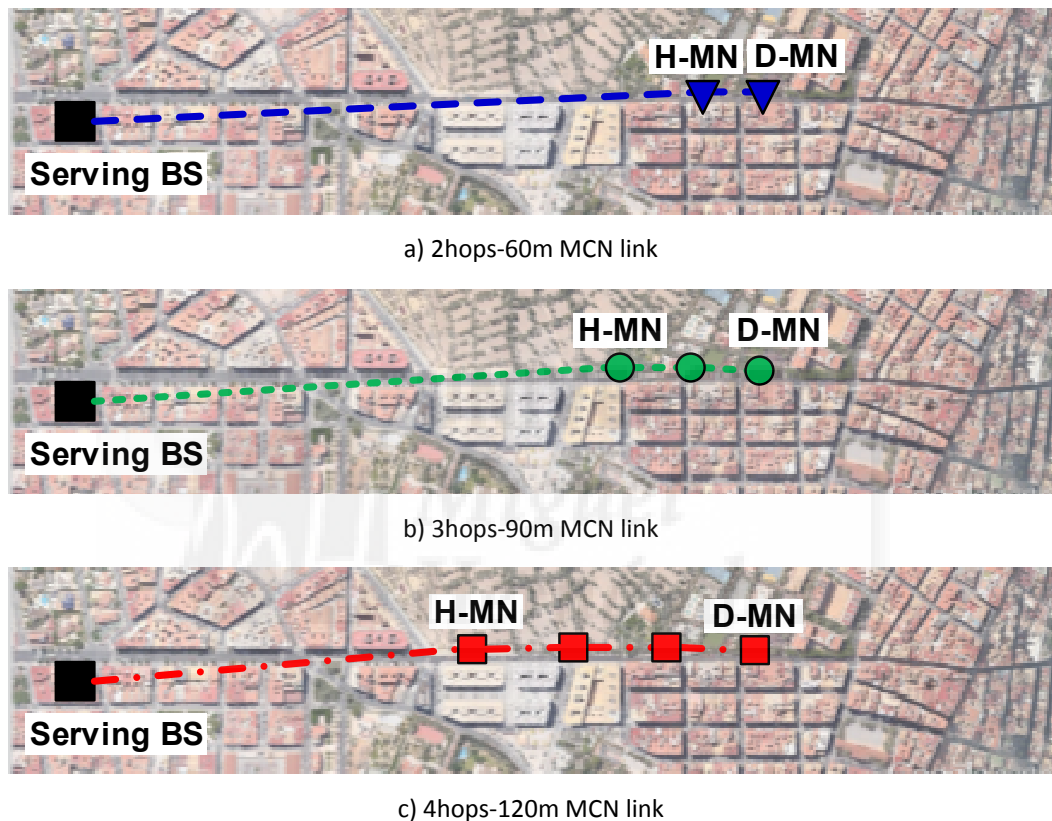 H-MN D-MN
Serving BS
a) 2hops-60m MCN link
H-MN D-MN
Serving BS
b) 3hops-90m MCN link
Miguel
H-MN D-MN
Serving BS
c) 4hops-120m MCN link